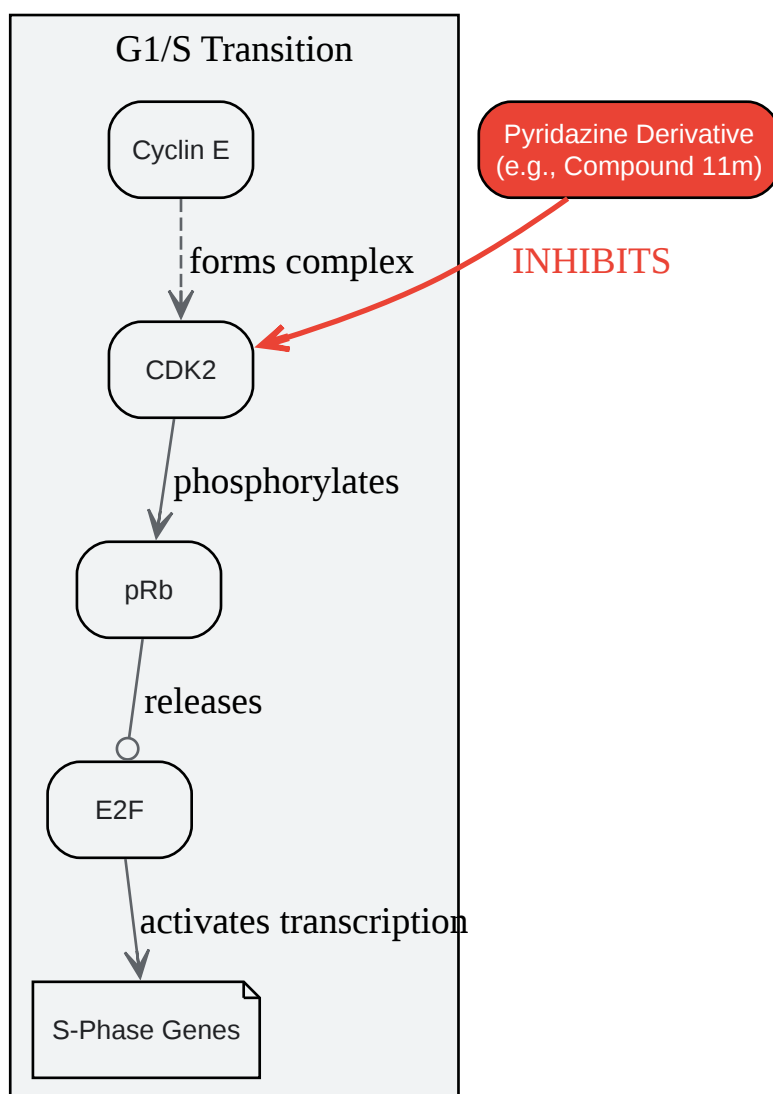 G1/S Transition
Cyclin E
Pyridazine Derivative
(e.g., Compound 11m)
forms complex
INHIBITS
CDK2
phosphorylates
pRb
releases
E2F
activates transcription
S-Phase Genes